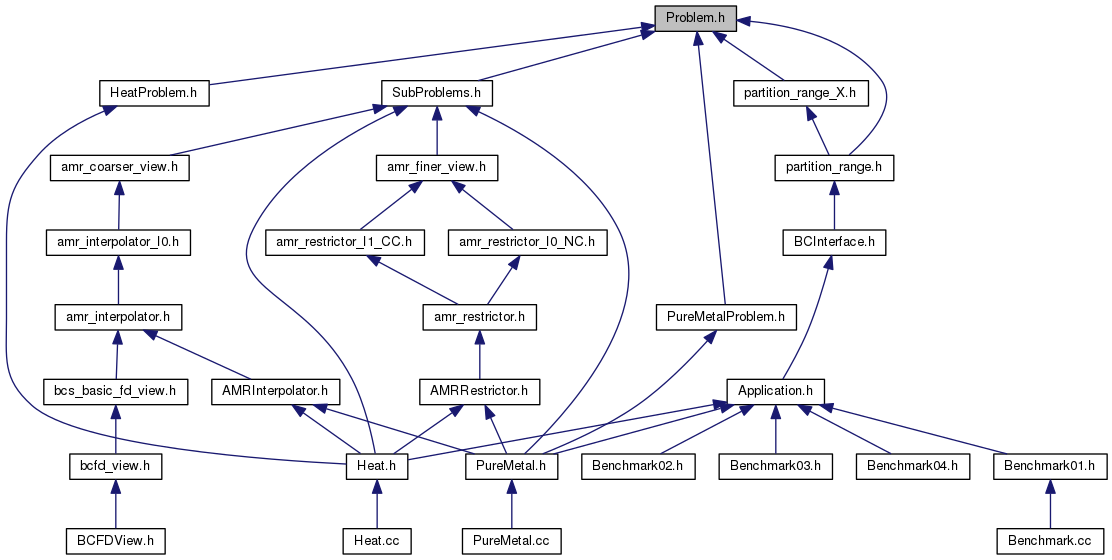 Problem.h
HeatProblem.h
SubProblems.h
partition_range_X.h
amr_coarser_view.h
amr_finer_view.h
partition_range.h
amr_interpolator_l0.h
amr_restrictor_l1_CC.h
amr_restrictor_l0_NC.h
BCInterface.h
amr_interpolator.h
amr_restrictor.h
PureMetalProblem.h
bcs_basic_fd_view.h
AMRInterpolator.h
AMRRestrictor.h
Application.h
bcfd_view.h
Heat.h
PureMetal.h
Benchmark02.h
Benchmark03.h
Benchmark04.h
Benchmark01.h
BCFDView.h
Heat.cc
PureMetal.cc
Benchmark.cc